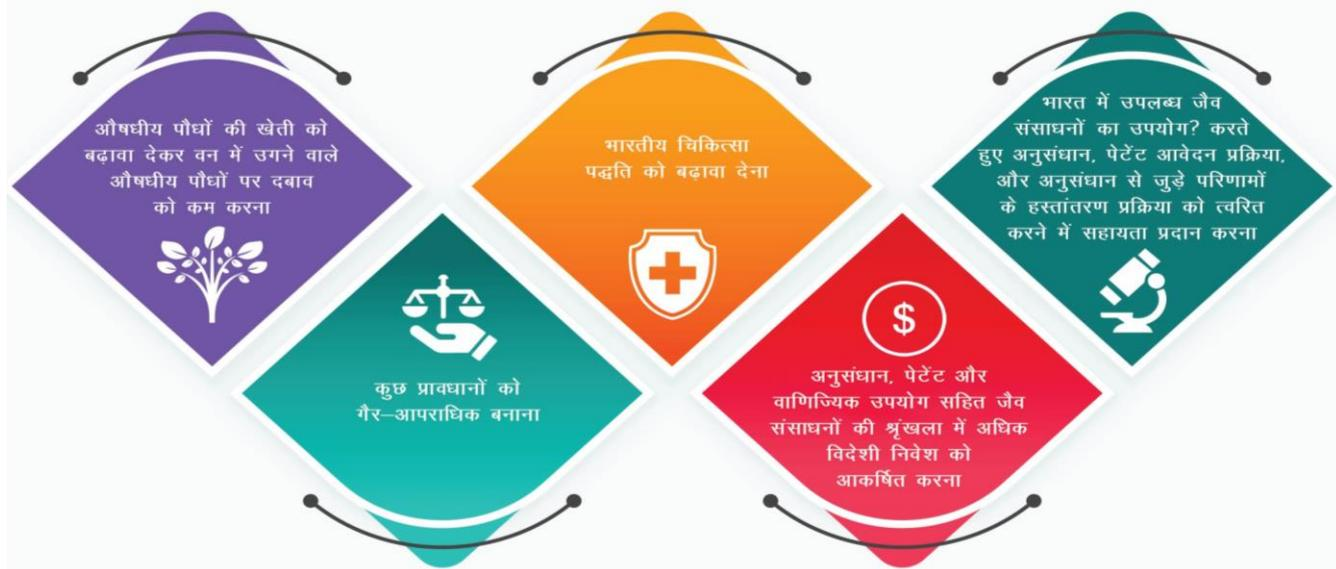 औषधीय पौधों की खेती को
बढ़ावा देकर वन में उगने वाले
औषधीय पौधों पर दबाव
को कम करना
कुछ प्रावधानों को
गैर–आपराधिक बनाना
भारतीय चिकित्सा
पद्धति को बढ़ावा देना
$
अनुसंधान, पेटेंट और
वाणिज्यिक उपयोग सहित जैव
संसाधनों की श्रृंखला में अधिक
विदेशी निवेश को
आकर्षित करना
भारत में उपलब्ध जैव
संसाधनों का उपयोग? करते
हुए अनुसंधान, पेटेंट आवेदन प्रक्रिया,
और अनुसंधान से जुड़े परिणामों
के हस्तांतरण प्रक्रिया को त्वरित
करने में सहायता प्रदान करना